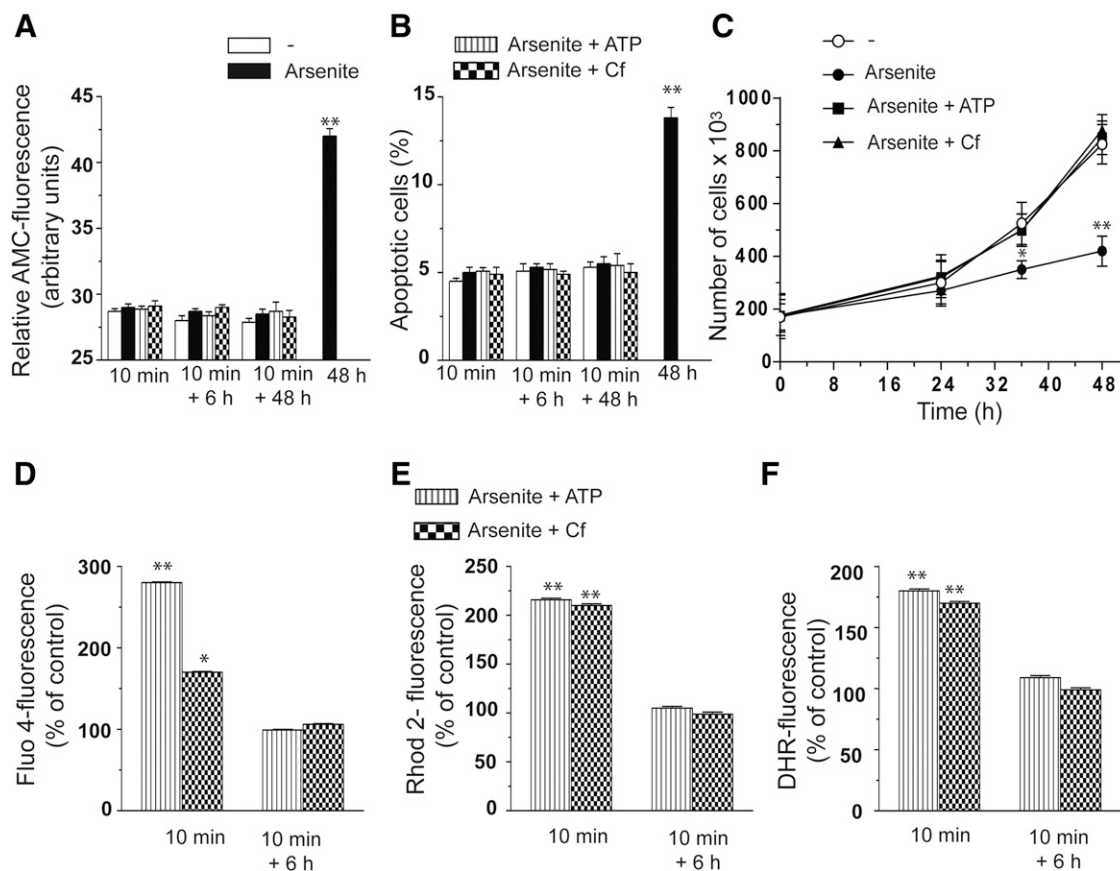 A
-
Arsenite
Relative AMC-fluorescence
(arbitrary units)
45
40
35
30
25
**
10 min
10 min
+ 6 h
10 min
+ 48 h
48 h
B
Arsenite + ATP
Arsenite + Cf
Apoptotic cells (%)
15
10
5
0
**
10 min
10 min
+ 6 h
10 min
+ 48 h
48 h
C
-
Arsenite
Arsenite + ATP
Arsenite + Cf
Number of cells x 10³
1000
800
600
400
200
0
*
**
0 8 16 24 32 40 48
Time (h)
D
Fluo 4-fluorescence
(% of control)
300
200
100
0
**
*
10 min
10 min
+ 6 h
E
Arsenite + ATP
Arsenite + Cf
Rhod 2- fluorescence
(% of control)
250
200
150
100
50
0
** **
10 min
10 min
+ 6 h
F
DHR-fluorescence
(% of control)
200
150
100
50
0
** **
10 min
10 min
+ 6 h